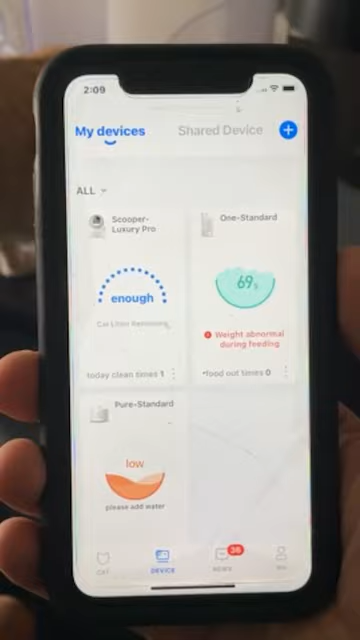 2:09
My devices
Shared Device
ALL
Scooper-
Luxury Pro
enough
Cat Litter Remaining
today clean times 1
One-Standard
69g
Weight abnormal
during feeding
•food out times 0
Pure-Standard
low
please add water
CAT
DEVICE
NEWS
36
Me